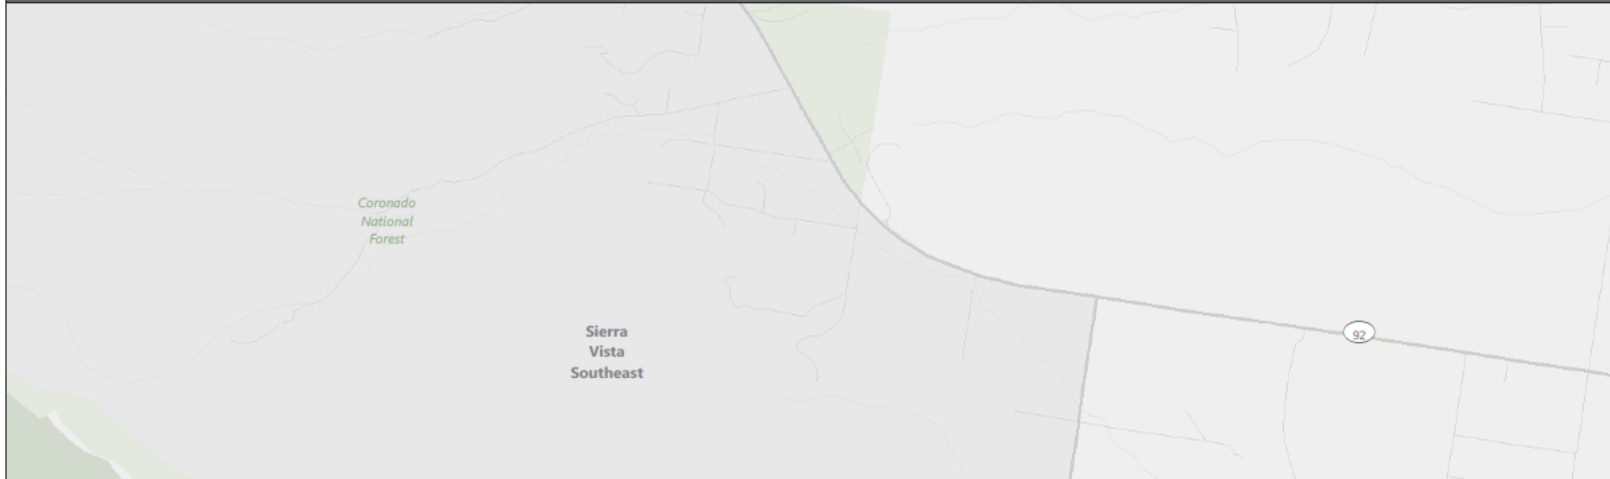 Coronado
National
Forest
Sierra
Vista
Southeast
92